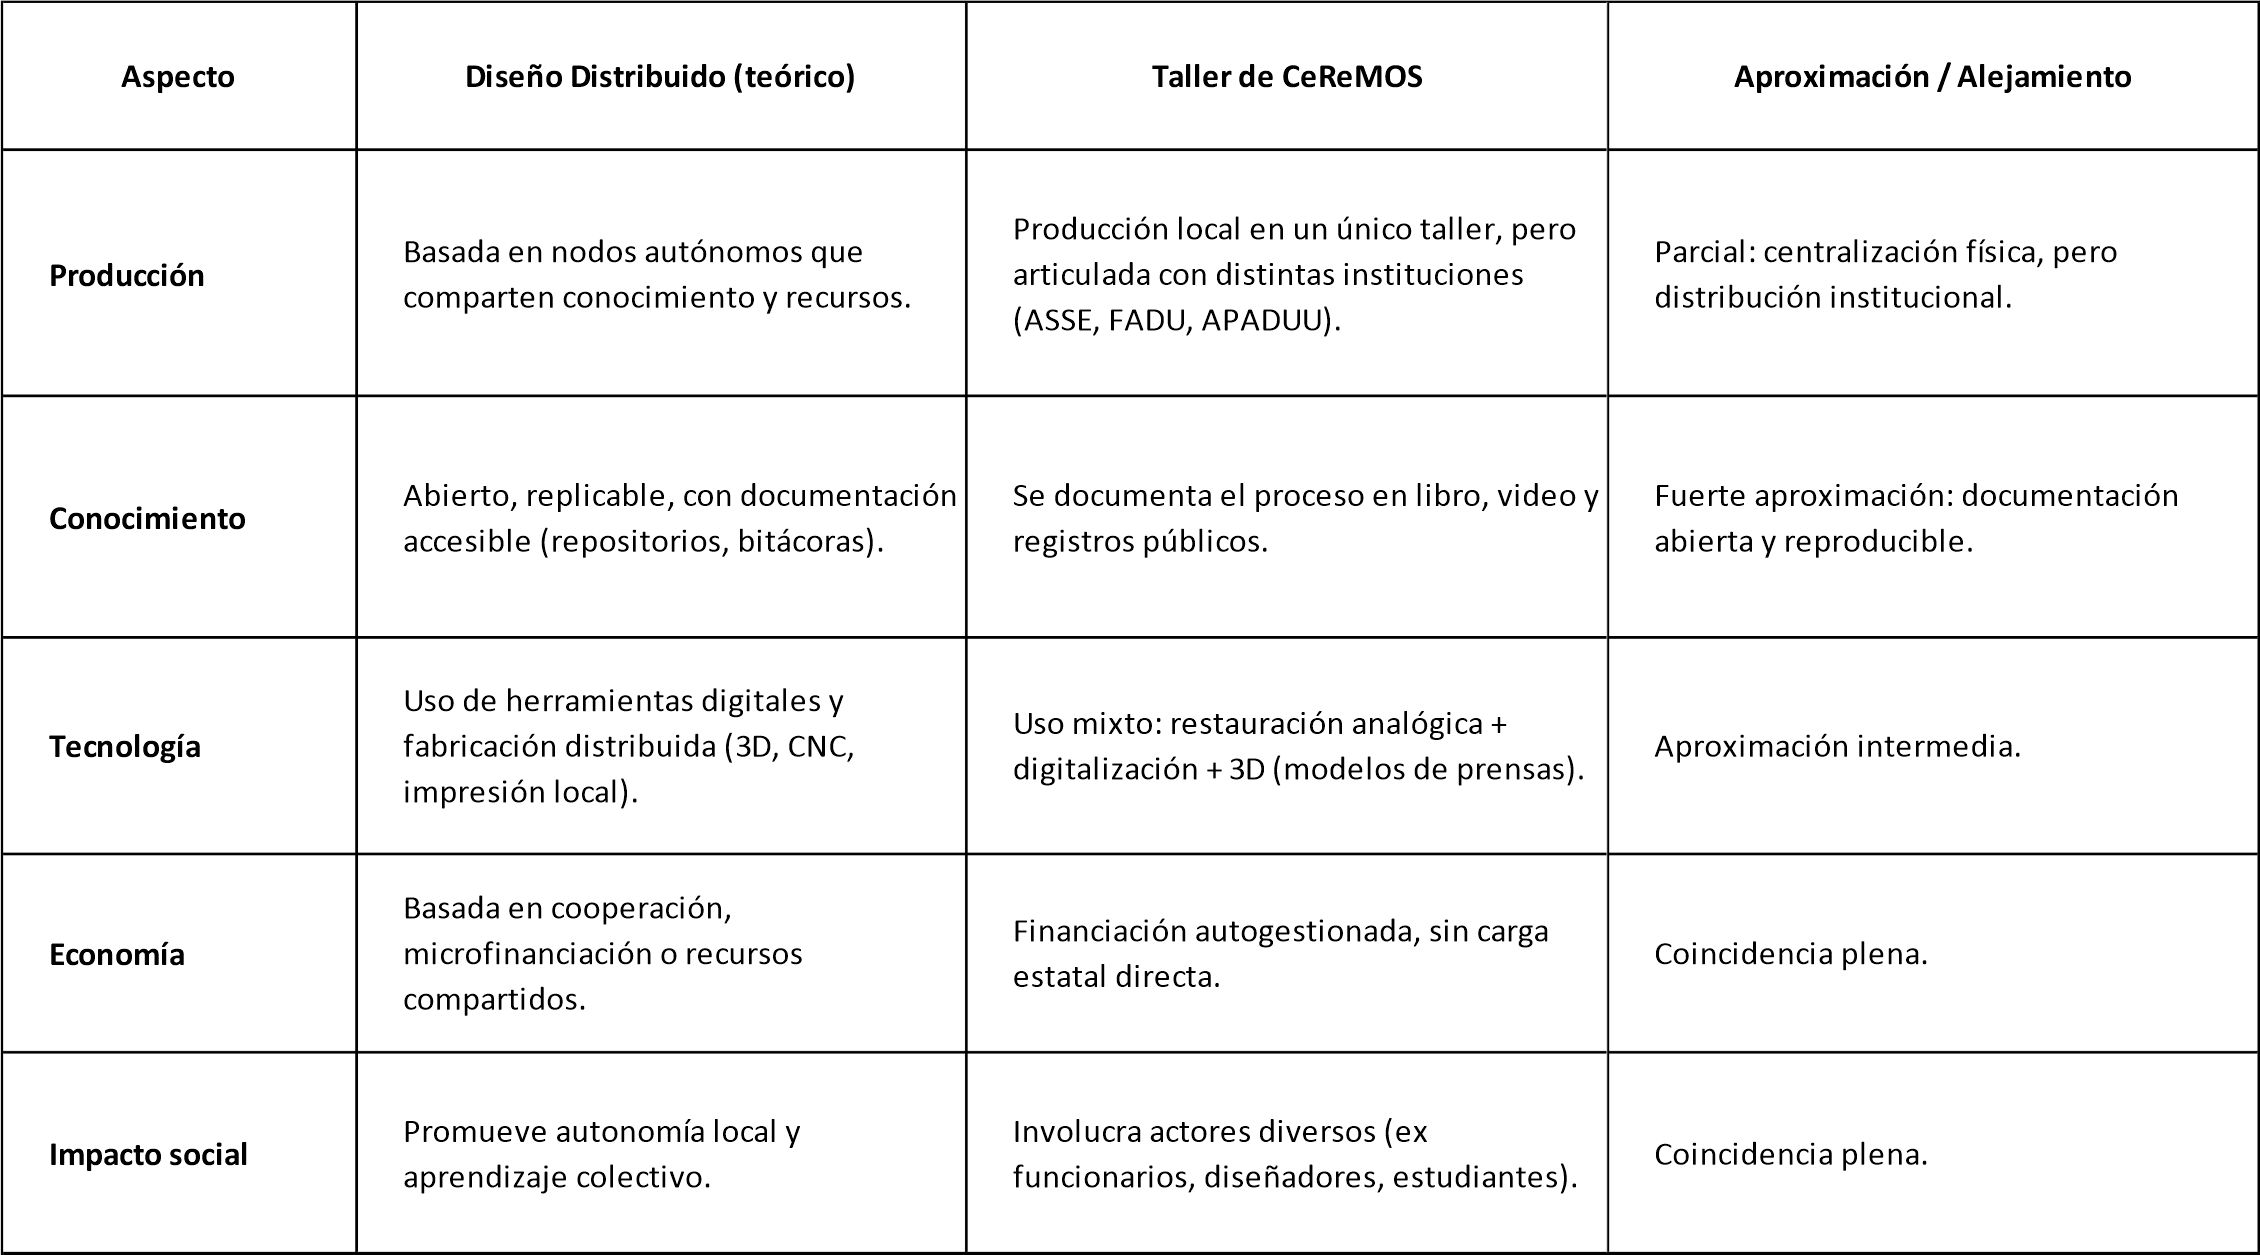 Aspecto
Diseño Distribuido (teórico)
Taller de CeReMOS
Aproximación / Alejamiento
Producción
Basada en nodos autónomos que
comparten conocimiento y recursos.
Producción local en un único taller, pero
articulada con distintas instituciones
(ASSE, FADU, APADUU).
Parcial: centralización física, pero
distribución institucional.
Conocimiento
Abierto, replicable, con documentación
accesible (repositorios, bitácoras).
Se documenta el proceso en libro, video y
registros públicos.
Fuerte aproximación: documentación
abierta y reproducible.
Tecnología
Uso de herramientas digitales y
fabricación distribuida (3D, CNC,
impresión local).
Uso mixto: restauración analógica +
digitalización + 3D (modelos de prensas).
Aproximación intermedia.
Economía
Basada en cooperación,
microfinanciación o recursos
compartidos.
Financiación autogestionada, sin carga
estatal directa.
Coincidencia plena.
Impacto social
Promueve autonomía local y
aprendizaje colectivo.
Involucra actores diversos (ex
funcionarios, diseñadores, estudiantes).
Coincidencia plena.